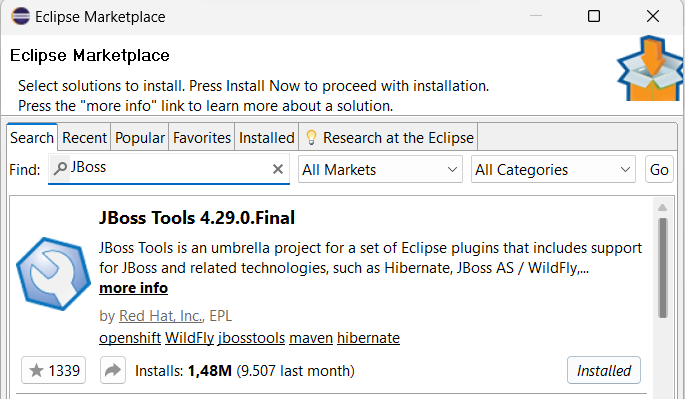 Eclipse Marketplace
Eclipse Marketplace
Select solutions to install. Press Install Now to proceed with installation.
Press the "more info" link to learn more about a solution.
Search Recent Popular Favorites Installed Research at the Eclipse
Find: JBoss All Markets All Categories Go
JBoss Tools 4.29.0.Final
JBoss Tools is an umbrella project for a set of Eclipse plugins that includes support
for JBoss and related technologies, such as Hibernate, JBoss AS / WildFly,...
more info
by Red Hat, Inc., EPL
openshift WildFly jbosstools maven hibernate
1339 Installs: 1,48M (9.507 last month) Installed